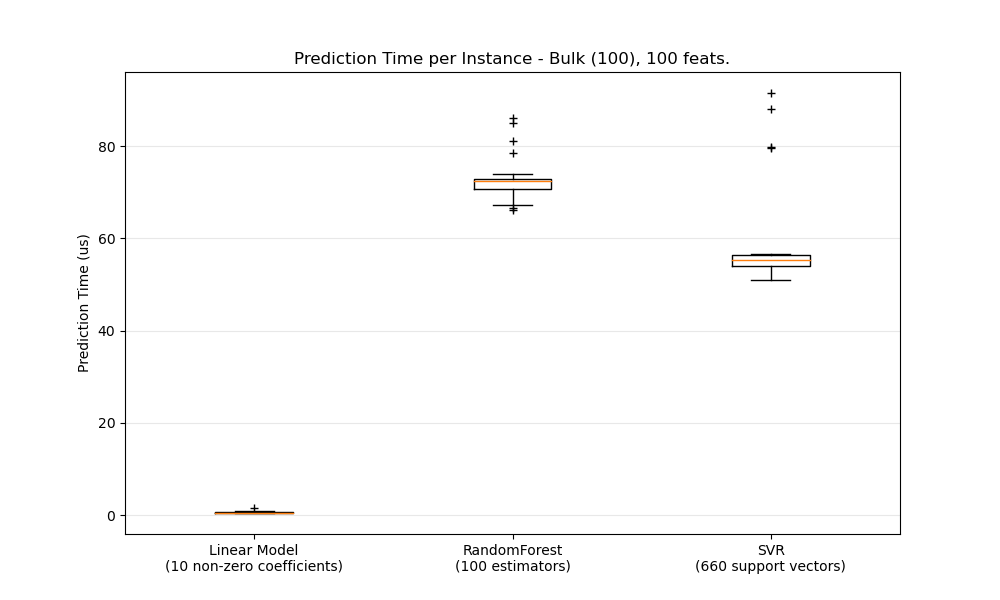 Prediction Time per Instance - Bulk (100), 100 feats.
Prediction Time (us)
80
60
40
20
0
Linear Model
(10 non-zero coefficients)
RandomForest
(100 estimators)
SVR
(660 support vectors)